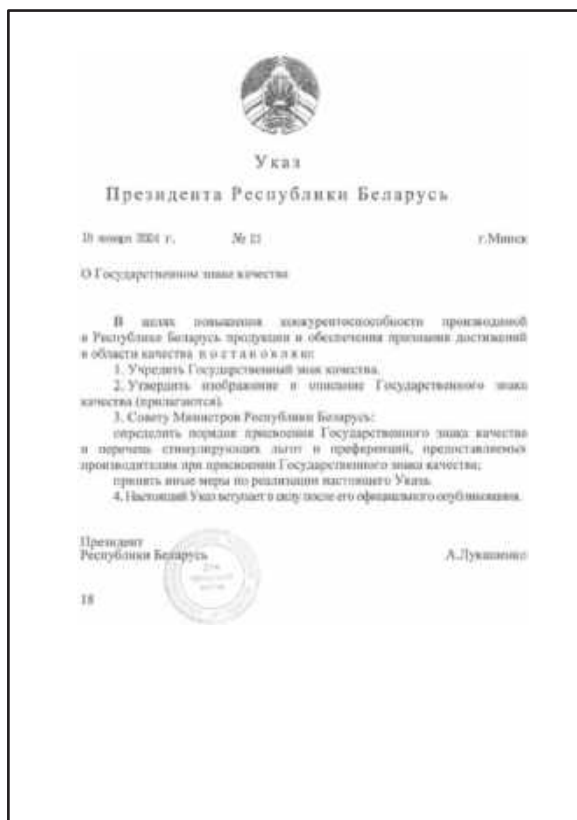 Указ
Президента Республики Беларусь
января 2024 г. № г.Минск
О Государственном знаке качества
В целях повышения конкурентоспособности производимой
в Республике Беларусь продукции и обеспечения признания достижений
в области качества п о с т а н о в л я ю:
1. Учредить Государственный знак качества.
2. Утвердить изображение и описание Государственного знака
качества (прилагаются).
3. Совету Министров Республики Беларусь:
определить порядок присвоения Государственного знака качества
и перечень стимулирующих льгот и преференций, предоставляемых
производителям при присвоении Государственного знака качества;
принять иные меры по реализации настоящего Указа.
4. Настоящий Указ вступает в силу после его официального опубликования.
Президент
Республики Беларусь А.Лукашенко
18